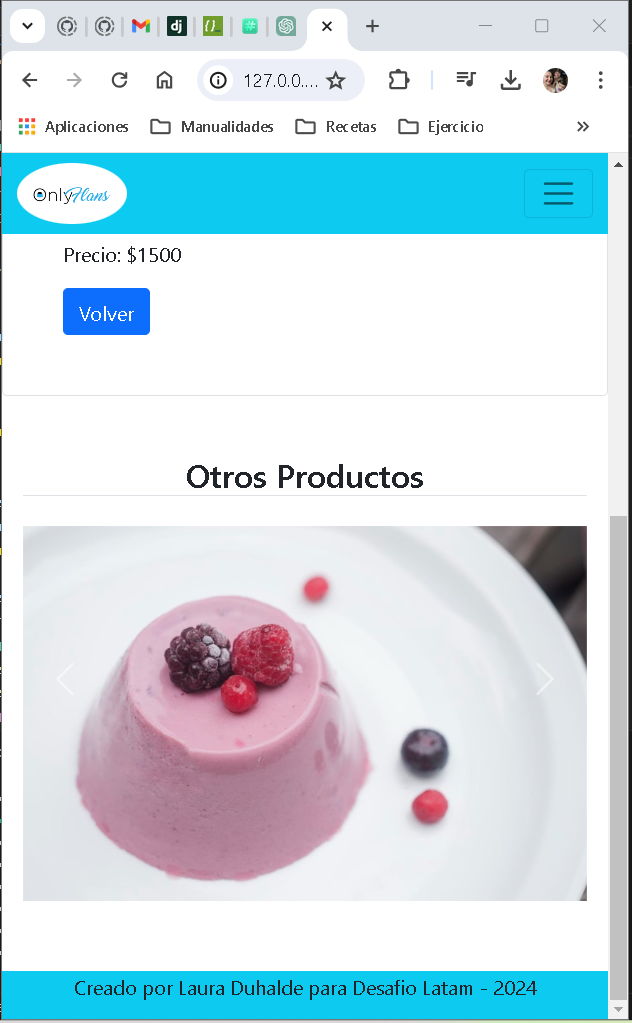 127.0.0....
Aplicaciones
Manualidades
Recetas
Ejercicio
OnlyFlans
Precio: $1500
Volver
Otros Productos
Creado por Laura Duhalde para Desafio Latam - 2024